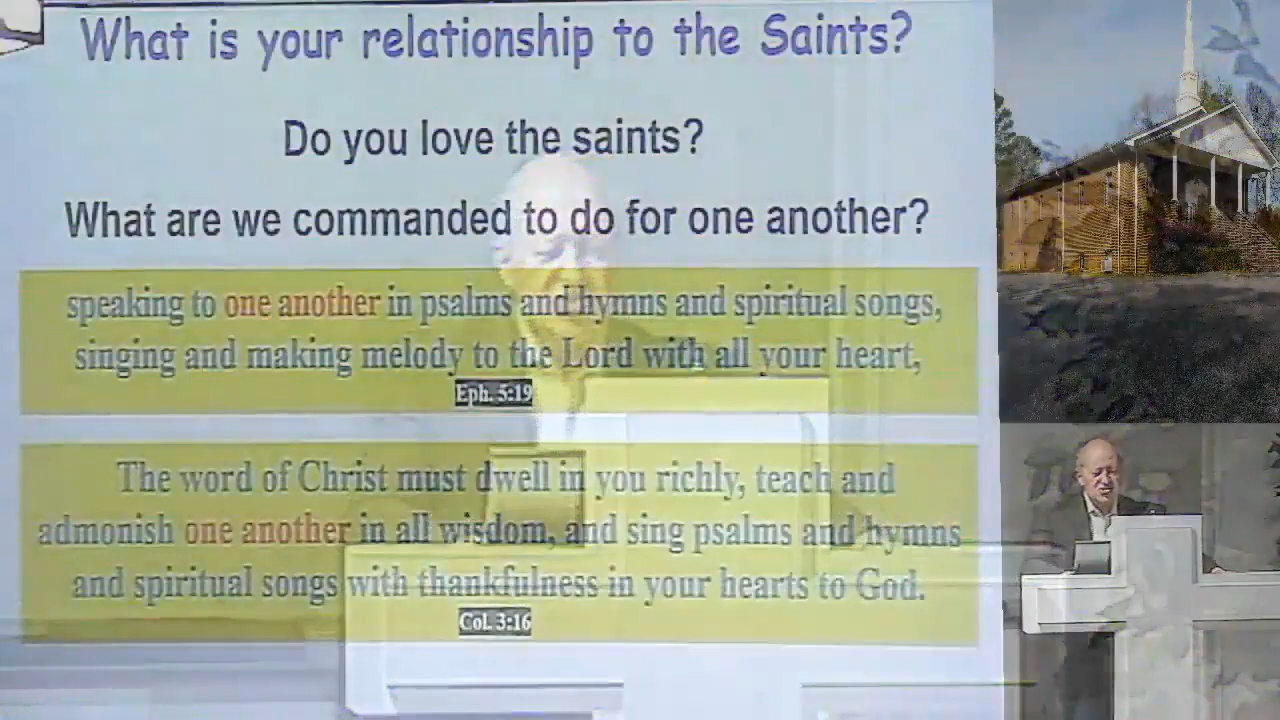 What is your relationship to the Saints?
Do you love the saints?
What are we commanded to do for one another?
speaking to one another in psalms and hymns and spiritual songs,
singing and making melody to the Lord with all your heart,
Eph. 5:19
The word of Christ must dwell in you richly, teach and
admonish one another in all wisdom, and sing psalms and hymns
and spiritual songs with thankfulness in your hearts to God.
Col. 3:16